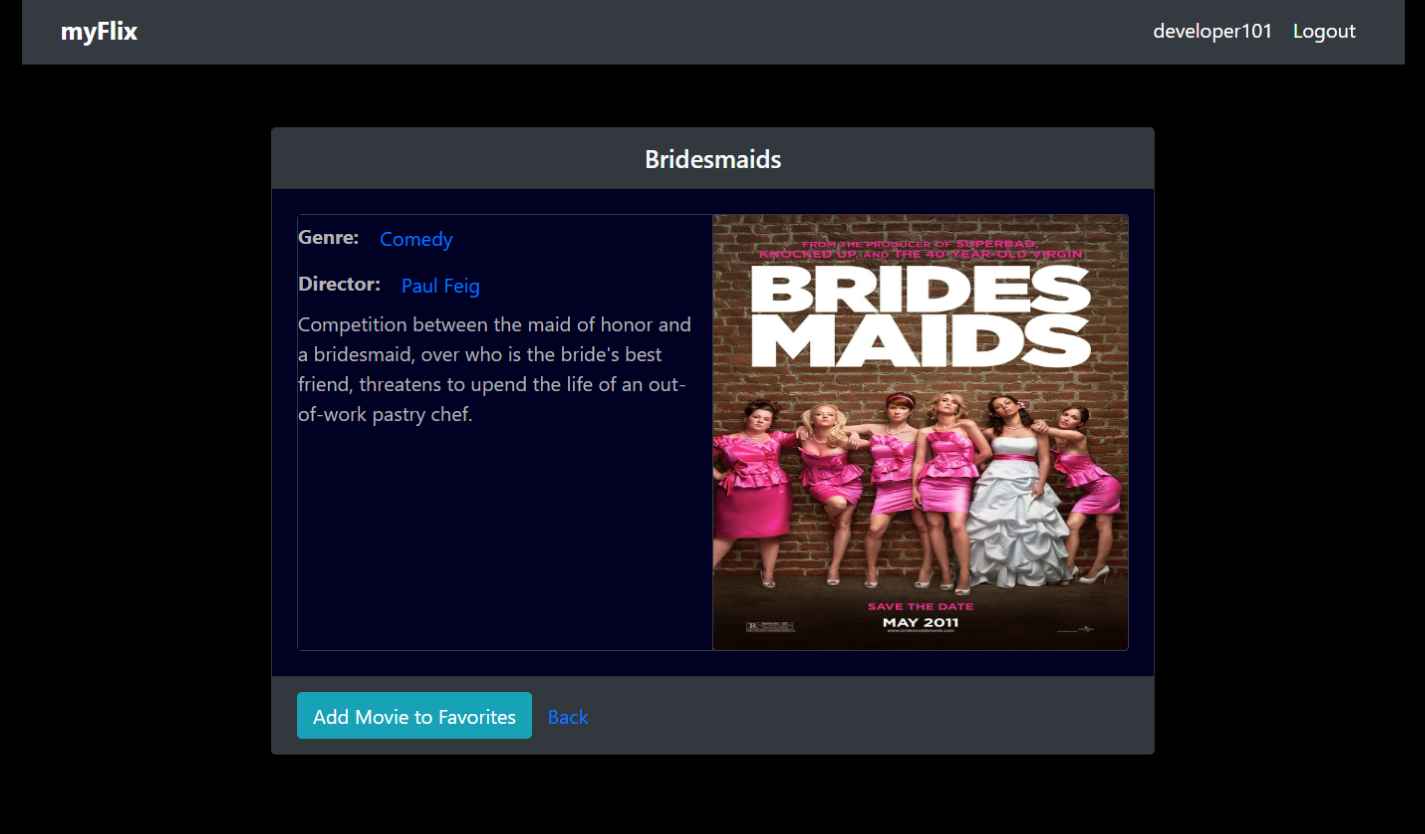 myFlix
developer101 Logout
Bridesmaids
Genre: Comedy
Director: Paul Feig
Competition between the maid of honor and
a bridesmaid, over who is the bride's best
friend, threatens to upend the life of an out-
of-work pastry chef.
FROM THE PRODUCER OF SUPERBAD,
KNOCKED UP, AND THE 40-YEAR-OLD VIRGIN
BRIDES
MAIDS
SAVE THE DATE
MAY 2011
R
www.bridesmaidsmovie.com
Add Movie to Favorites Back